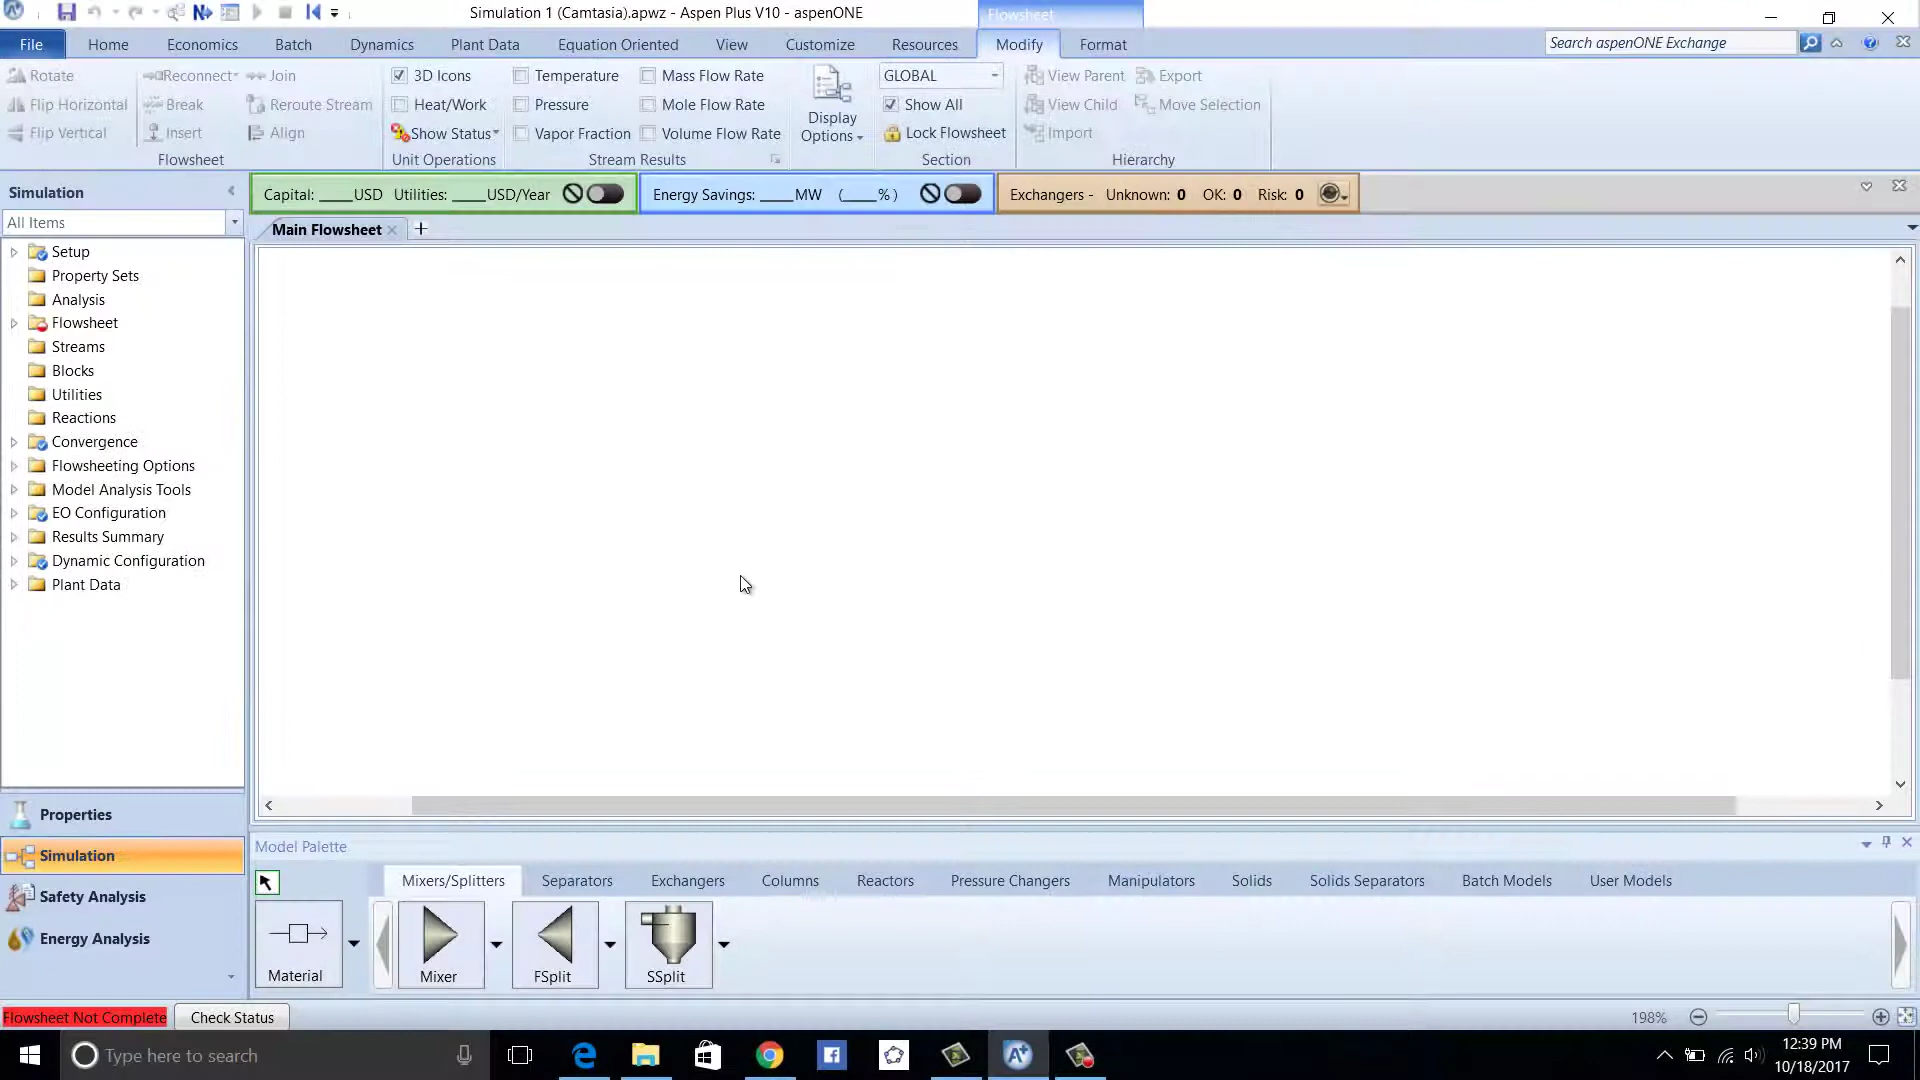 Simulation 1 (Camtasia).apwz - Aspen Plus V10 - aspenONE
Flowsheet
File Home Economics Batch Dynamics Plant Data Equation Oriented View Customize Resources Modify Format
Search aspenONE Exchange
Rotate Reconnect Join
Flip Horizontal Break Reroute Stream
Flip Vertical Insert Align
Flowsheet
3D Icons
Heat/Work
Show Status
Unit Operations
Temperature Mass Flow Rate
Pressure Mole Flow Rate
Vapor Fraction Volume Flow Rate
Stream Results
Display
Options
GLOBAL
Show All
Lock Flowsheet
Section
View Parent Export
View Child Move Selection
Import
Hierarchy
Simulation
All Items
Capital: ____USD Utilities: ____USD/Year
Energy Savings: ____MW (____%)
Exchangers - Unknown: 0 OK: 0 Risk: 0
Main Flowsheet
Setup
Property Sets
Analysis
Flowsheet
Streams
Blocks
Utilities
Reactions
Convergence
Flowsheeting Options
Model Analysis Tools
EO Configuration
Results Summary
Dynamic Configuration
Plant Data
Properties
Simulation
Safety Analysis
Energy Analysis
Model Palette
Mixers/Splitters Separators Exchangers Columns Reactors Pressure Changers Manipulators Solids Solids Separators Batch Models User Models
Material Mixer FSplit SSplit
Flowsheet Not Complete Check Status
198%
Type here to search
12:39 PM
10/18/2017